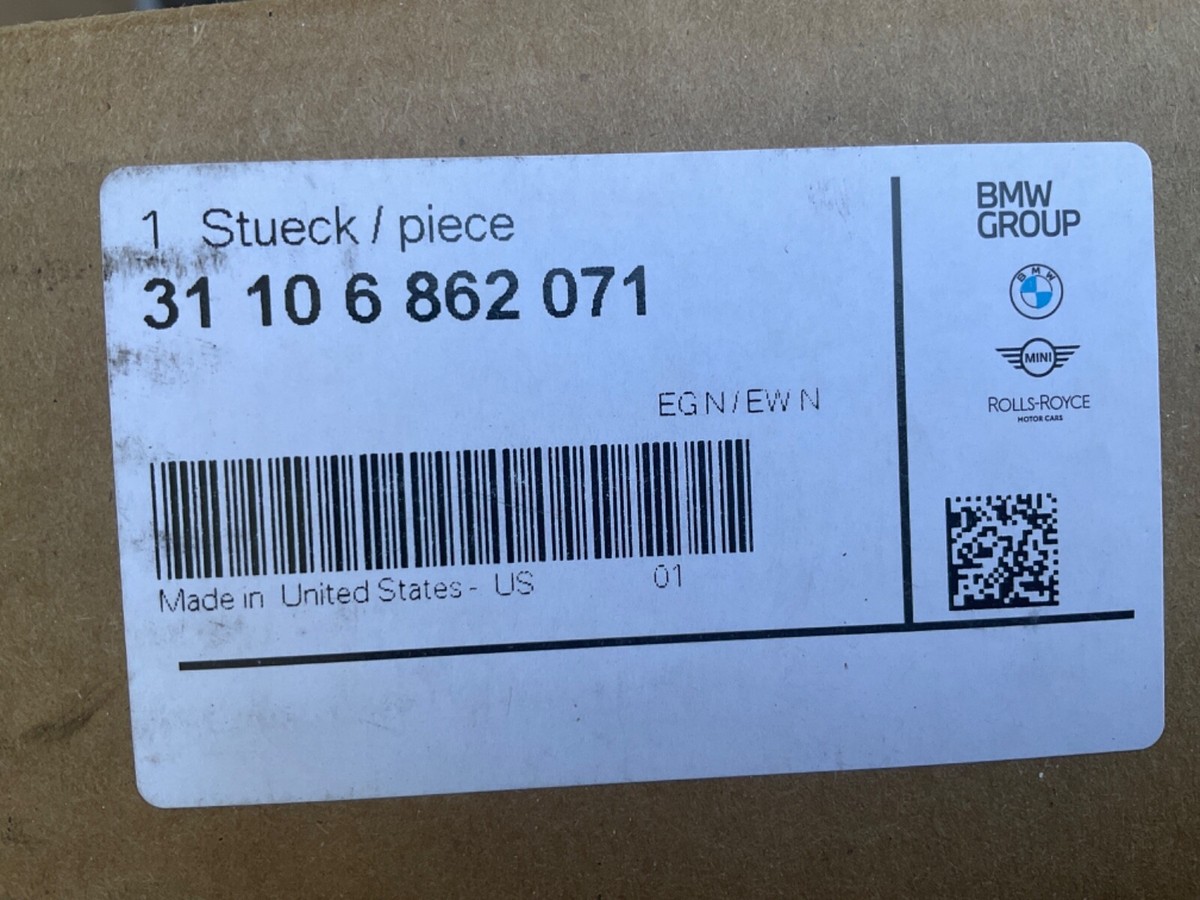 1 Stueck / piece
31 10 6 862 071
EG N / EW N
Made in United States - US 01
BMW
GROUP
BMW
MINI
ROLLS-ROYCE
MOTOR CARS